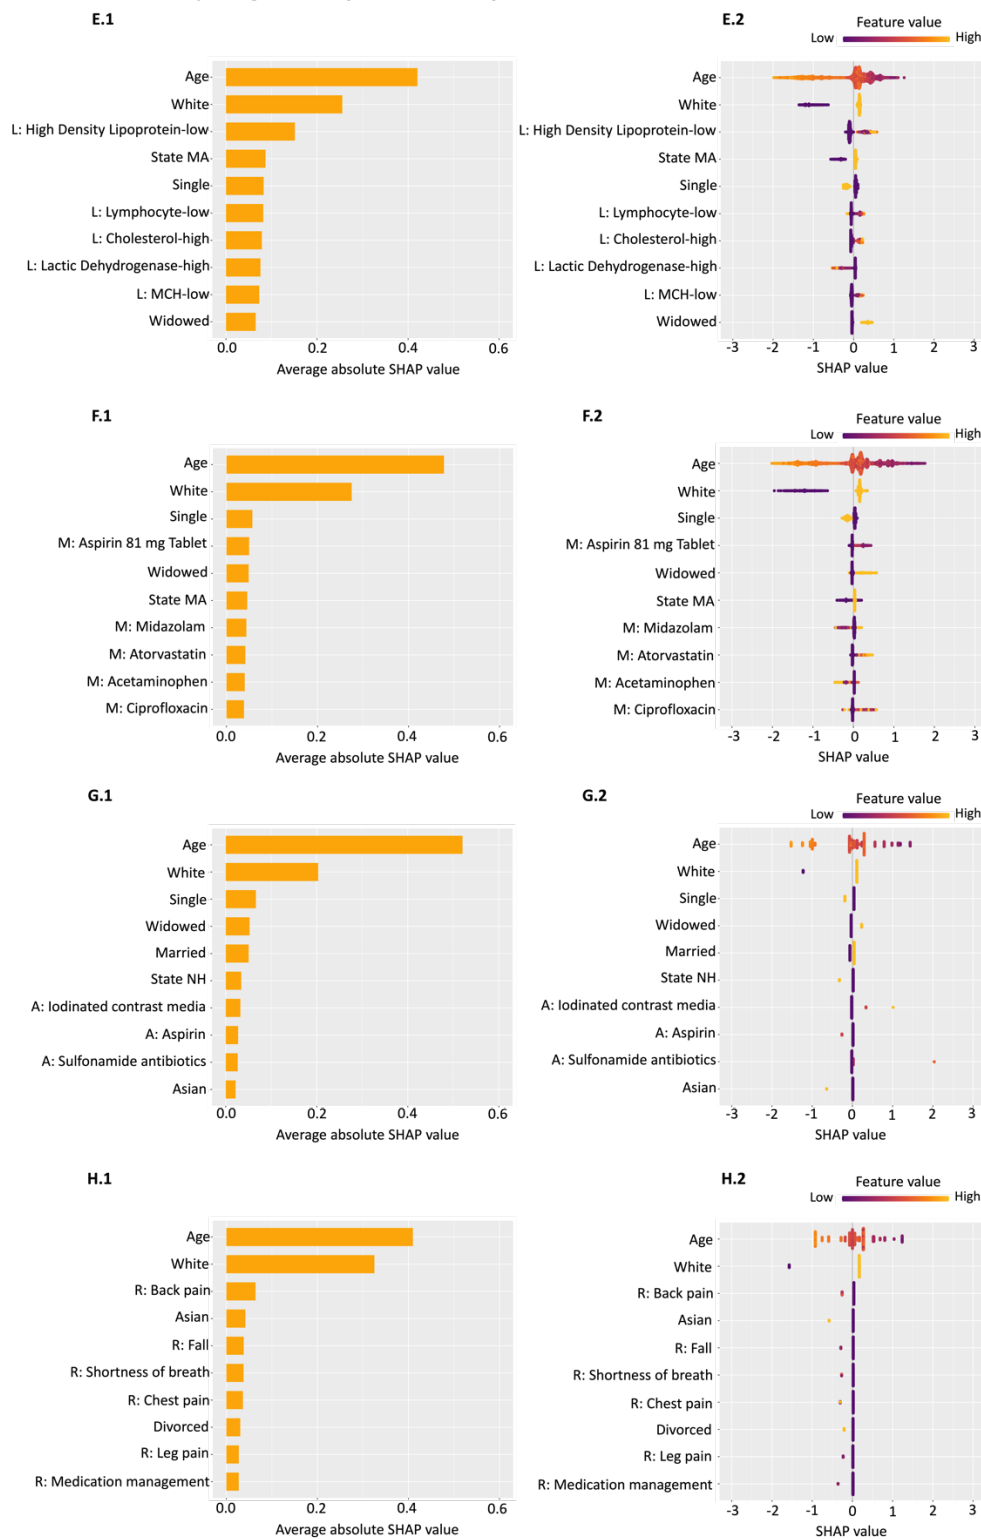 E.1
Age
White
L: High Density Lipoprotein-low
State MA
Single
L: Lymphocyte-low
L: Cholesterol-high
L: Lactic Dehydrogenase-high
L: MCH-low
Widowed
0.0 0.2 0.4 0.6
Average absolute SHAP value
E.2
Feature value
Low High
Age
White
L: High Density Lipoprotein-low
State MA
Single
L: Lymphocyte-low
L: Cholesterol-high
L: Lactic Dehydrogenase-high
L: MCH-low
Widowed
-3 -2 -1 0 1 2 3
SHAP value
F.1
Age
White
Single
M: Aspirin 81 mg Tablet
Widowed
State MA
M: Midazolam
M: Atorvastatin
M: Acetaminophen
M: Ciprofloxacin
0.0 0.2 0.4 0.6
Average absolute SHAP value
F.2
Feature value
Low High
Age
White
Single
M: Aspirin 81 mg Tablet
Widowed
State MA
M: Midazolam
M: Atorvastatin
M: Acetaminophen
M: Ciprofloxacin
-3 -2 -1 0 1 2 3
SHAP value
G.1
Age
White
Single
Widowed
Married
State NH
A: Iodinated contrast media
A: Aspirin
A: Sulfonamide antibiotics
Asian
0.0 0.2 0.4 0.6
Average absolute SHAP value
G.2
Feature value
Low High
Age
White
Single
Widowed
Married
State NH
A: Iodinated contrast media
A: Aspirin
A: Sulfonamide antibiotics
Asian
-3 -2 -1 0 1 2 3
SHAP value
H.1
Age
White
R: Back pain
Asian
R: Fall
R: Shortness of breath
R: Chest pain
Divorced
R: Leg pain
R: Medication management
0.0 0.2 0.4 0.6
Average absolute SHAP value
H.2
Feature value
Low High
Age
White
R: Back pain
Asian
R: Fall
R: Shortness of breath
R: Chest pain
Divorced
R: Leg pain
R: Medication management
-3 -2 -1 0 1 2 3
SHAP value